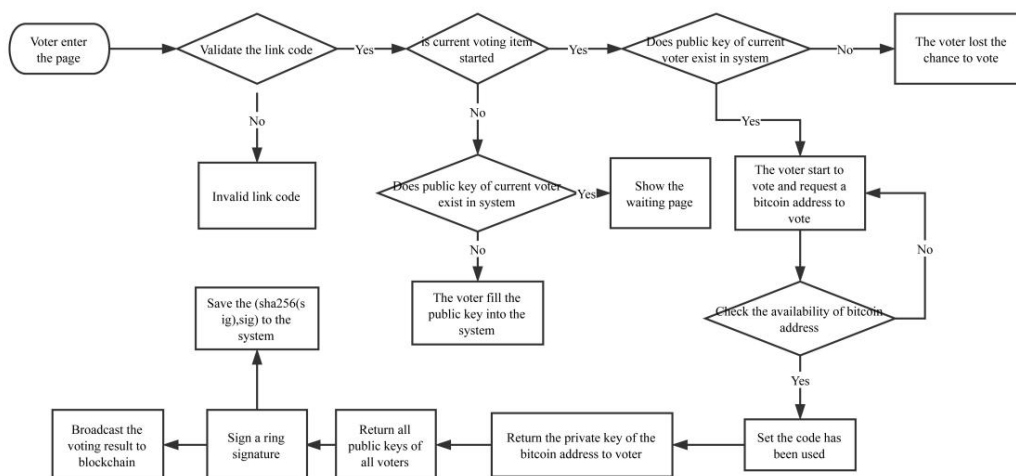 Voter enter
the page
Validate the link code
Yes
is current voting item
started
Yes
Does public key of current
voter exist in system
No
The voter lost the
chance to vote
No
No
Yes
Invalid link code
Does public key of current voter
exist in system
Yes
Show the
waiting page
The voter start to
vote and request a
bitcoin address to
vote
No
No
The voter fill the
public key into the
system
Check the availability of bitcoin
address
Save the (sha256(s
ig),sig) to the
system
Yes
Broadcast the
voting result to
blockchain
Sign a ring
signature
Return all
public keys of
all voters
Return the private key of the
bitcoin address to voter
Set the code has
been used